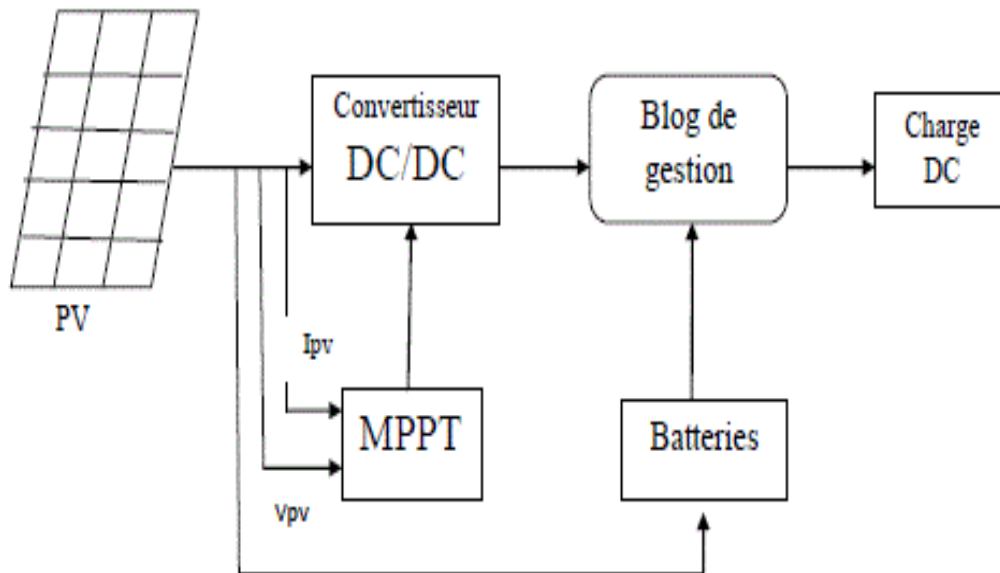 Convertisseur
DC/DC
Blog de
gestion
Charge
DC
PV
Ipv
MPPT
Batteries
Vpv